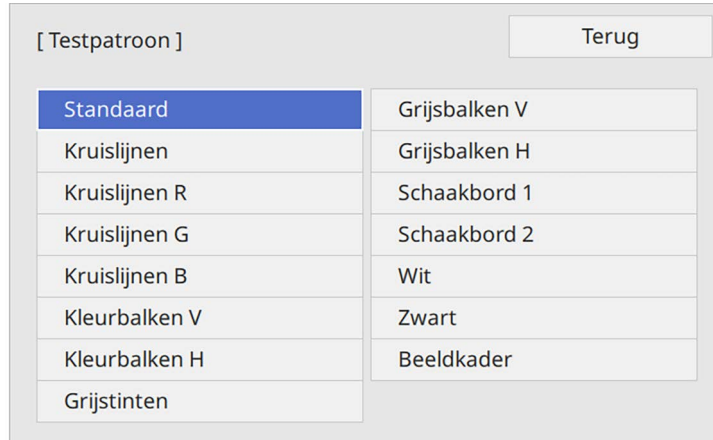 [ Testpatroon ]
Terug
Standaard
Kruislijnen
Kruislijnen R
Kruislijnen G
Kruislijnen B
Kleurbalken V
Kleurbalken H
Grijstinten
Grijsbalken V
Grijsbalken H
Schaakbord 1
Schaakbord 2
Wit
Zwart
Beeldkader